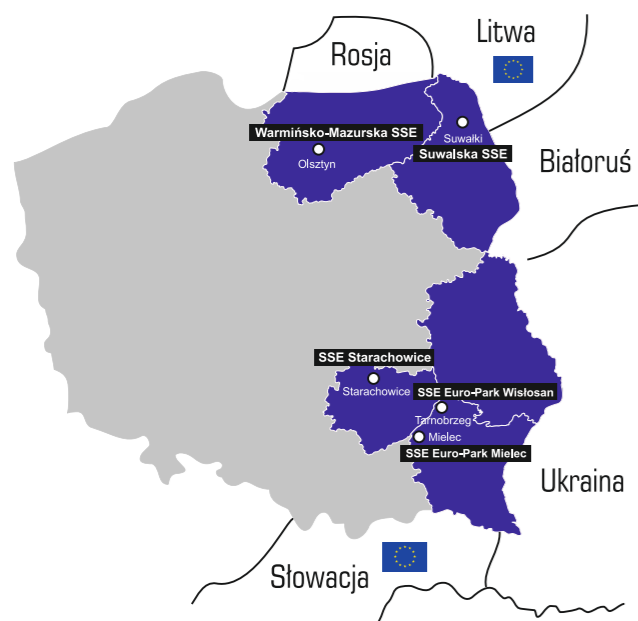 Rosja
Litwa
Warmińsko-Mazurska SSE
Olsztyn
Suwałki
Suwalska SSE
Białoruś
SSE Starachowice
Starachowice
SSE Euro-Park Wisłosan
Tarnobrzeg
Mielec
SSE Euro-Park Mielec
Ukraina
Słowacja